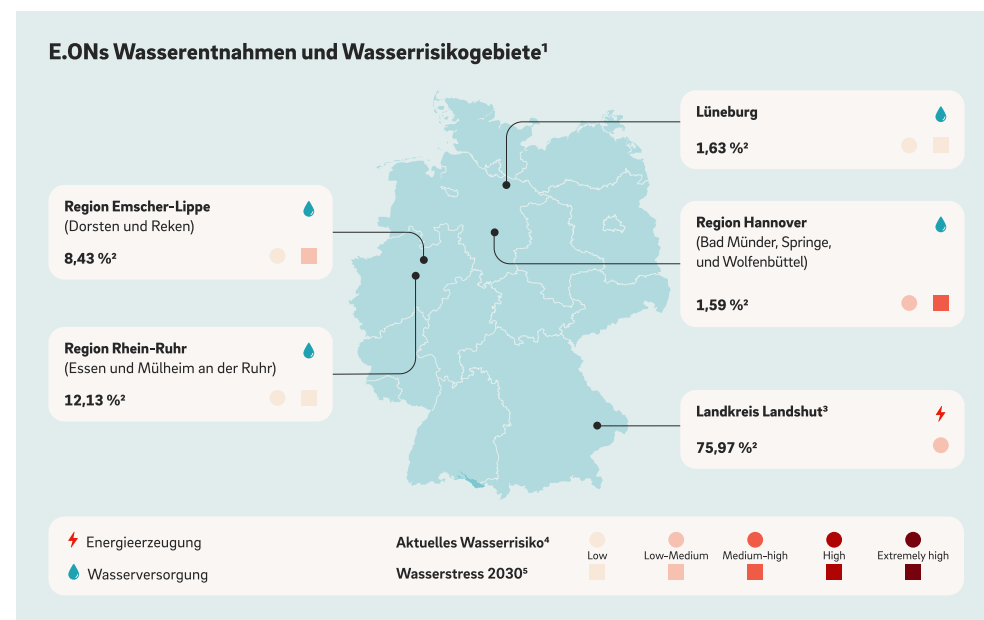 E.ONs Wasserentnahmen und Wasserrisikogebiete¹
Lüneburg
1,63 %²
Region Emscher-Lippe
(Dorsten und Reken)
8,43 %²
Region Hannover
(Bad Münder, Springe,
und Wolfenbüttel)
1,59 %²
Region Rhein-Ruhr
(Essen und Mülheim an der Ruhr)
12,13 %²
Landkreis Landshut³
75,97 %²
Energieerzeugung
Wasserversorgung
Aktuelles Wasserrisiko⁴
Low
Low-Medium
Medium-high
High
Extremely high
Wasserstress 2030⁵